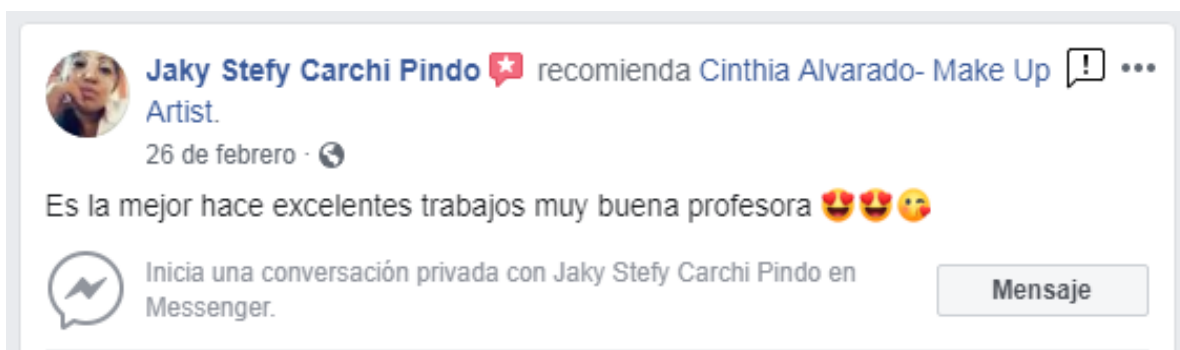 Jaky Stefy Carchi Pindo recomienda Cinthia Alvarado- Make Up
Artist.
26 de febrero ·
Es la mejor hace excelentes trabajos muy buena profesora 😍😍😘
Inicia una conversación privada con Jaky Stefy Carchi Pindo en
Messenger.
Mensaje